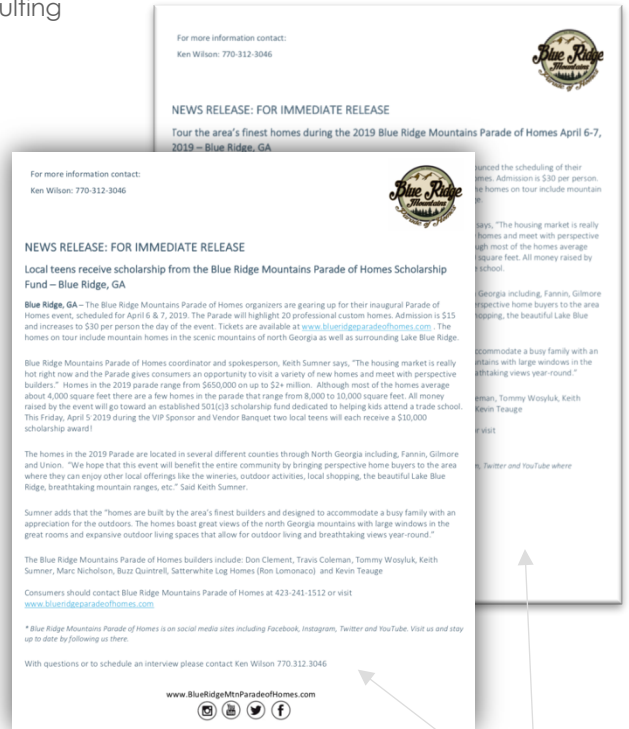 ulting
For more information contact:
Ken Wilson: 770-312-3046
Blue Ridge
Mountains
Parade of Homes
NEWS RELEASE: FOR IMMEDIATE RELEASE
Tour the area's finest homes during the 2019 Blue Ridge Mountains Parade of Homes April 6-7,
2019 – Blue Ridge, GA
ounced the scheduling of their
mes. Admission is $30 per person.
he homes on tour include mountain
says, "The housing market is really
homes and meet with perspective
ugh most of the homes average
square feet. All money raised by
school.
Georgia including, Fannin, Gilmore
erspective home buyers to the area
hopping, the beautiful Lake Blue
ccommodate a busy family with an
ntains with large windows in the
athtaking views year-round."
eman, Tommy Wosyluk, Keith
Kevin Teauge
r visit
, Twitter and YouTube where
For more information contact:
Ken Wilson: 770-312-3046
Blue Ridge
Mountains
Parade of Homes
NEWS RELEASE: FOR IMMEDIATE RELEASE
Local teens receive scholarship from the Blue Ridge Mountains Parade of Homes Scholarship
Fund – Blue Ridge, GA
Blue Ridge, GA – The Blue Ridge Mountains Parade of Homes organizers are gearing up for their inaugural Parade of
Homes event, scheduled for April 6 & 7, 2019. The Parade will highlight 20 professional custom homes. Admission is $15
and increases to $30 per person the day of the event. Tickets are available at www.blueridgeparadeofhomes.com . The
homes on tour include mountain homes in the scenic mountains of north Georgia as well as surrounding Lake Blue Ridge.
Blue Ridge Mountains Parade of Homes coordinator and spokesperson, Keith Sumner says, "The housing market is really
hot right now and the Parade gives consumers an opportunity to visit a variety of new homes and meet with perspective
builders." Homes in the 2019 parade range from $650,000 on up to $2+ million. Although most of the homes average
about 4,000 square feet there are a few homes in the parade that range from 8,000 to 10,000 square feet. All money
raised by the event will go toward an established 501(c)3 scholarship fund dedicated to helping kids attend a trade school.
This Friday, April 5 2019 during the VIP Sponsor and Vendor Banquet two local teens will each receive a $10,000
scholarship award!
The homes in the 2019 Parade are located in several different counties through North Georgia including, Fannin, Gilmore
and Union. "We hope that this event will benefit the entire community by bringing perspective home buyers to the area
where they can enjoy other local offerings like the wineries, outdoor activities, local shopping, the beautiful Lake Blue
Ridge, breathtaking mountain ranges, etc." Said Keith Sumner.
Sumner adds that the "homes are built by the area's finest builders and designed to accommodate a busy family with an
appreciation for the outdoors. The homes boast great views of the north Georgia mountains with large windows in the
great rooms and expansive outdoor living spaces that allow for outdoor living and breathtaking views year-round."
The Blue Ridge Mountains Parade of Homes builders include: Don Clement, Travis Coleman, Tommy Wosyluk, Keith
Sumner, Marc Nicholson, Buzz Quintrell, Satterwhite Log Homes (Ron Lomonaco) and Kevin Teauge
Consumers should contact Blue Ridge Mountains Parade of Homes at 423-241-1512 or visit
www.blueridgeparadeofhomes.com
* Blue Ridge Mountains Parade of Homes is on social media sites including Facebook, Instagram, Twitter and YouTube. Visit us and stay
up to date by following us there.
With questions or to schedule an interview please contact Ken Wilson 770.312.3046
www.BlueRidgeMtnParadeofHomes.com